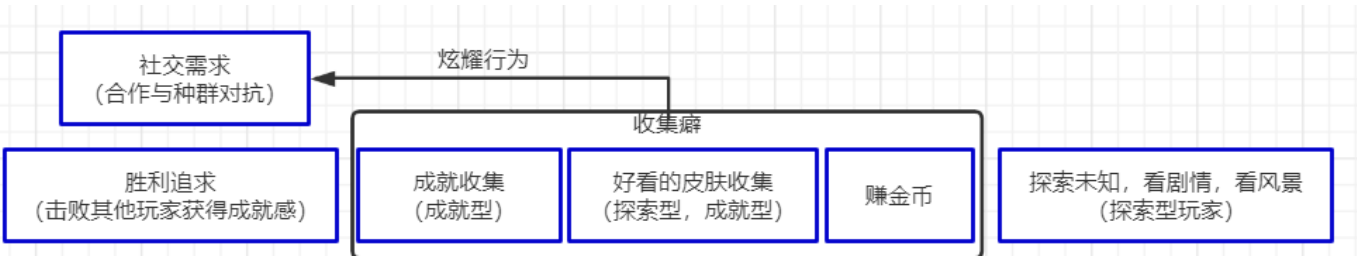 社交需求
（合作与种群对抗）
炫耀行为
收集癖
胜利追求
（击败其他玩家获得成就感）
成就收集
（成就型）
好看的皮肤收集
（探索型，成就型）
赚金币
探索未知，看剧情，看风景
（探索型玩家）